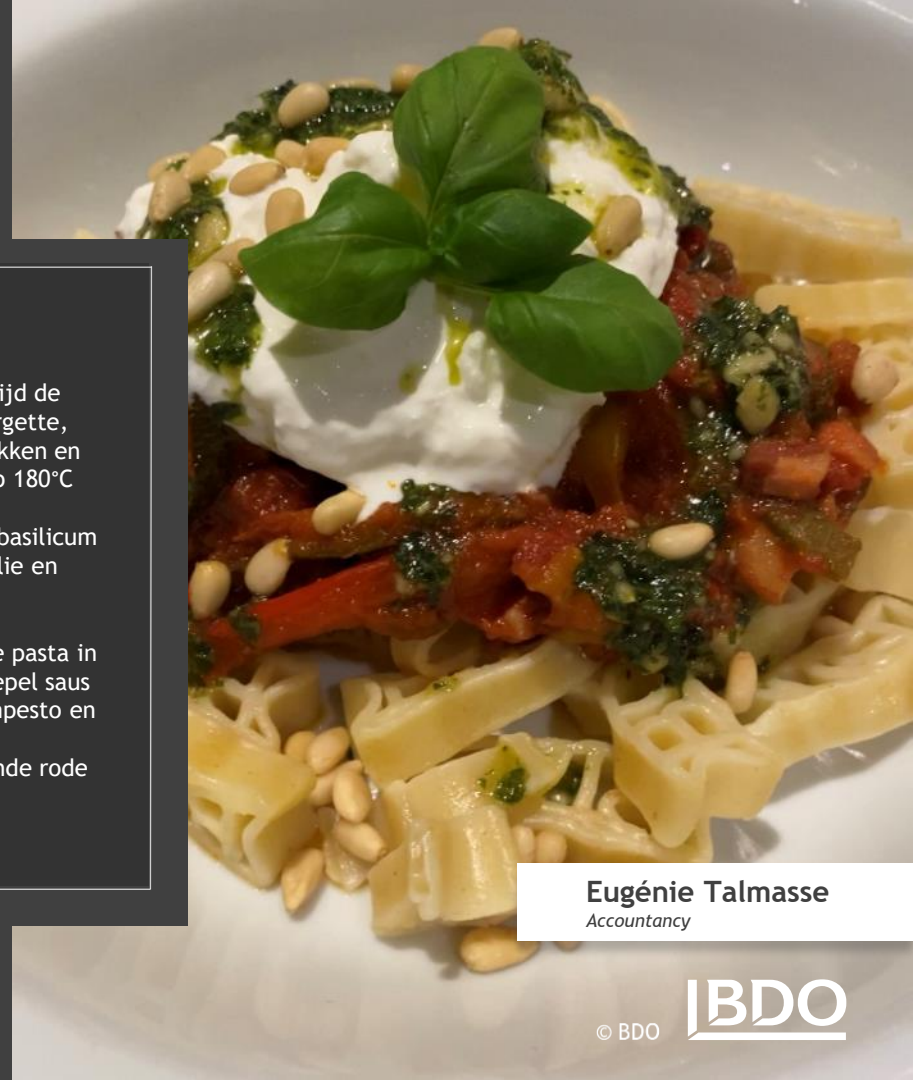 ijd de
rgette,
kken en
180°C
basilicum
lie en
e pasta in
epel saus
pesto en
nde rode
Eugénie Talmasse
Accountancy
© BDO
BDO